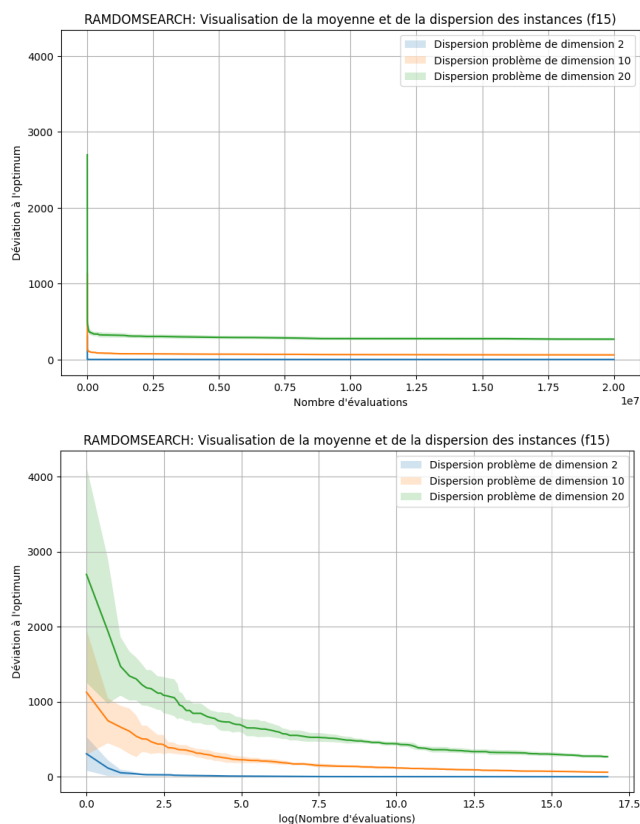 RAMDOMSEARCH: Visualisation de la moyenne et de la dispersion des instances (f15)
Dispersion problème de dimension 2
Dispersion problème de dimension 10
Dispersion problème de dimension 20
4000
3000
2000
1000
0
Déviation à l'optimum
0.00 0.25 0.50 0.75 1.00 1.25 1.50 1.75 2.00
1e7
Nombre d'évaluations
RAMDOMSEARCH: Visualisation de la moyenne et de la dispersion des instances (f15)
Dispersion problème de dimension 2
Dispersion problème de dimension 10
Dispersion problème de dimension 20
4000
3000
2000
1000
0
Déviation à l'optimum
0.0 2.5 5.0 7.5 10.0 12.5 15.0 17.5
log(Nombre d'évaluations)